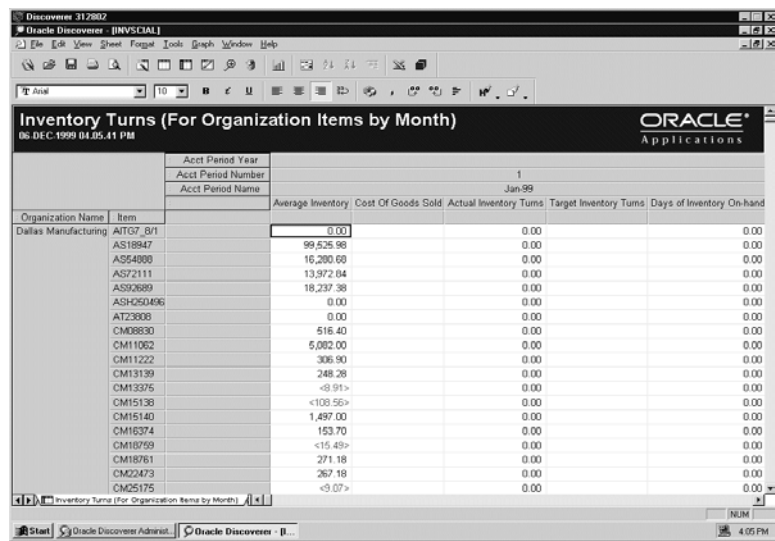 Discoverer 312802
Oracle Discoverer - [INVSCIAL]
File Edit View Sheet Format Tools Graph Window Help
Arial 10 B I U
Inventory Turns (For Organization Items by Month)
06-DEC-1999 04.05.41 PM
ORACLE
Applications
Acct Period Year
Acct Period Number 1
Acct Period Name Jan-99
Average Inventory Cost Of Goods Sold Actual Inventory Turns Target Inventory Turns Days of Inventory On-hand
Organization Name Item
Dallas Manufacturing AITG7_8/1 0.00 0.00 0.00
AS18947 99,525.98 0.00 0.00
AS54888 16,280.68 0.00 0.00
AS72111 13,972.84 0.00 0.00
AS92689 18,237.38 0.00 0.00
ASH250496 0.00 0.00 0.00
AT23808 0.00 0.00 0.00
CM08830 516.40 0.00 0.00
CM11062 5,082.00 0.00 0.00
CM11222 306.90 0.00 0.00
CM13139 248.28 0.00 0.00
CM13375 <8.91> 0.00 0.00
CM15138 <108.56> 0.00 0.00
CM15140 1,497.00 0.00 0.00
CM16374 153.70 0.00 0.00
CM18759 <15.49> 0.00 0.00
CM18761 271.18 0.00 0.00
CM22473 267.18 0.00 0.00
CM25175 <9.07> 0.00 0.00
Inventory Turns (For Organization Items by Month)
NUM
Start Oracle Discoverer Administ... Oracle Discoverer - [I... 4:05 PM